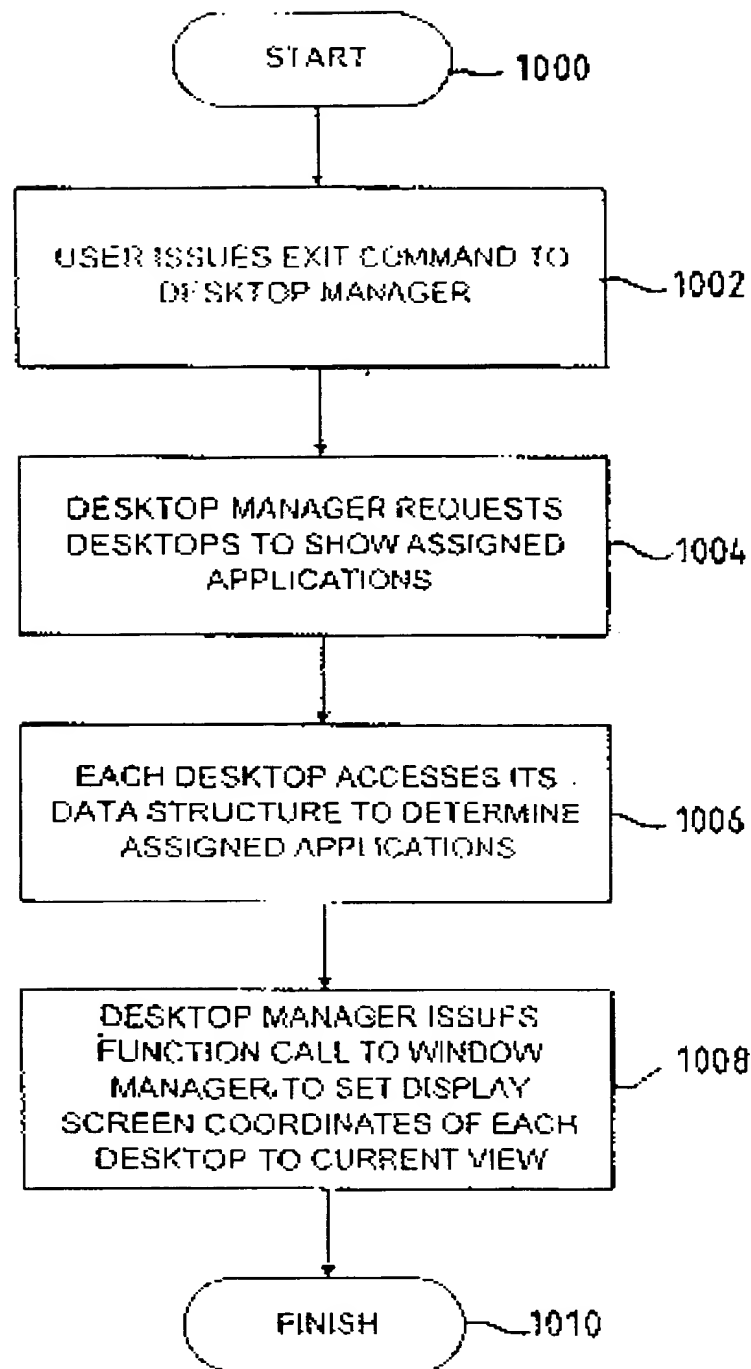 START
1000
USER ISSUES EXIT COMMAND TO
DESKTOP MANAGER
1002
DESKTOP MANAGER REQUESTS
DESKTOPS TO SHOW ASSIGNED
APPLICATIONS
1004
EACH DESKTOP ACCESSES ITS
DATA STRUCTURE TO DETERMINE
ASSIGNED APPLICATIONS
1006
DESKTOP MANAGER ISSUES
FUNCTION CALL TO WINDOW
MANAGER TO SET DISPLAY
SCREEN COORDINATES OF EACH
DESKTOP TO CURRENT VIEW
1008
FINISH
1010